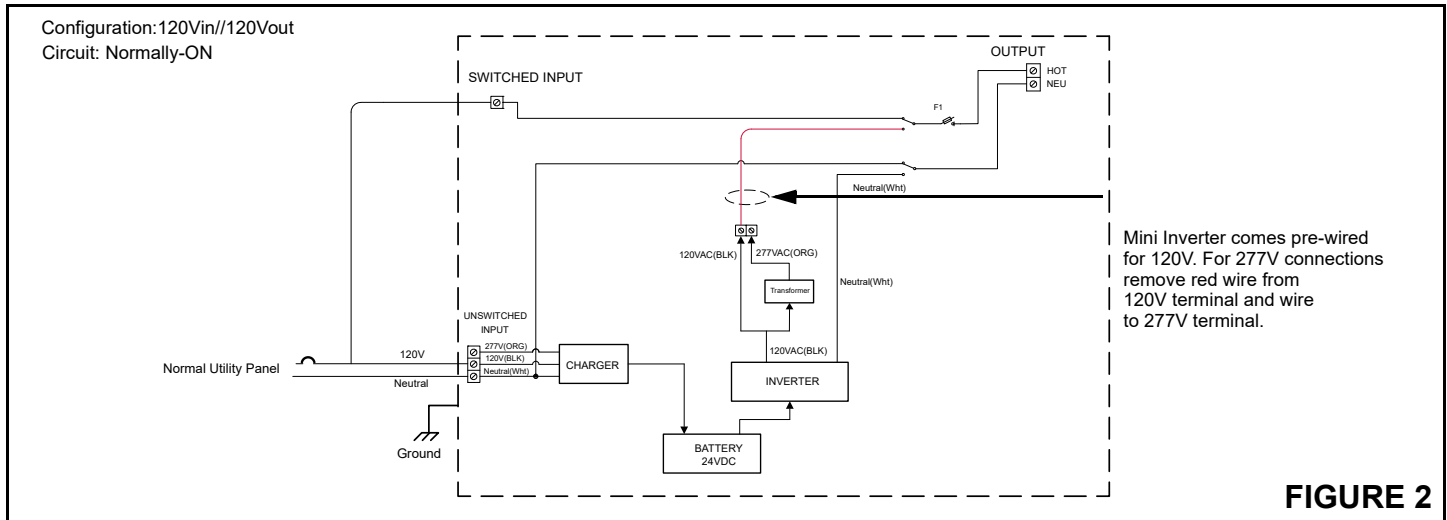 Configuration:120Vin//120Vout
Circuit: Normally-ON
OUTPUT
HOT
NEU
SWITCHED INPUT
F1
Neutral(Wht)
Mini Inverter comes pre-wired
for 120V. For 277V connections
remove red wire from
120V terminal and wire
to 277V terminal.
120VAC(BLK)
277VAC(ORG)
Transformer
Neutral(Wht)
UNSWITCHED
INPUT
277V(ORG)
120V(BLK)
Neutral(Wht)
120V
Neutral
Normal Utility Panel
CHARGER
120VAC(BLK)
INVERTER
Ground
BATTERY
24VDC
FIGURE 2